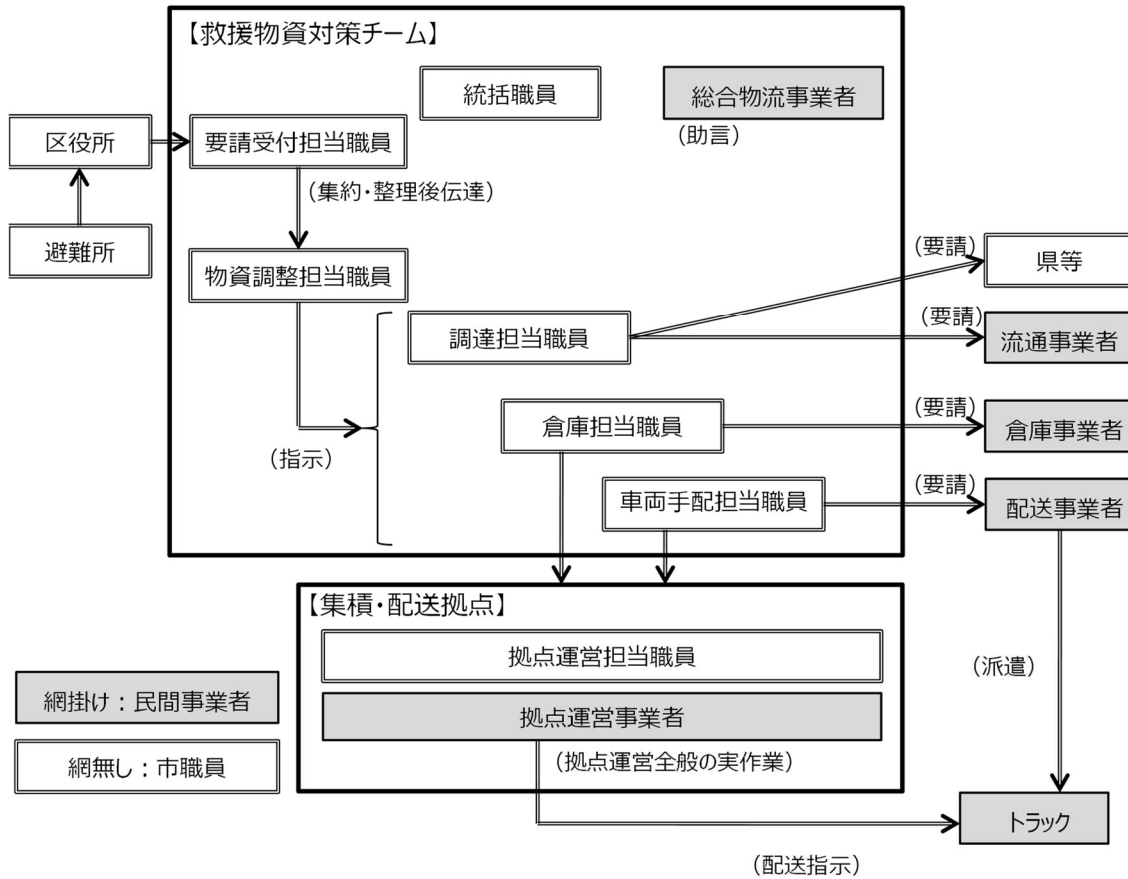 【救援物資対策チーム】
統括職員
総合物流事業者
(助言)
区役所
要請受付担当職員
(集約・整理後伝達)
避難所
物資調整担当職員
(要請)
県等
調達担当職員
(要請)
流通事業者
(指示)
倉庫担当職員
(要請)
倉庫事業者
車両手配担当職員
(要請)
配送事業者
【集積・配送拠点】
拠点運営担当職員
(派遣)
網掛け：民間事業者
拠点運営事業者
網無し：市職員
(拠点運営全般の実作業)
トラック
(配送指示)